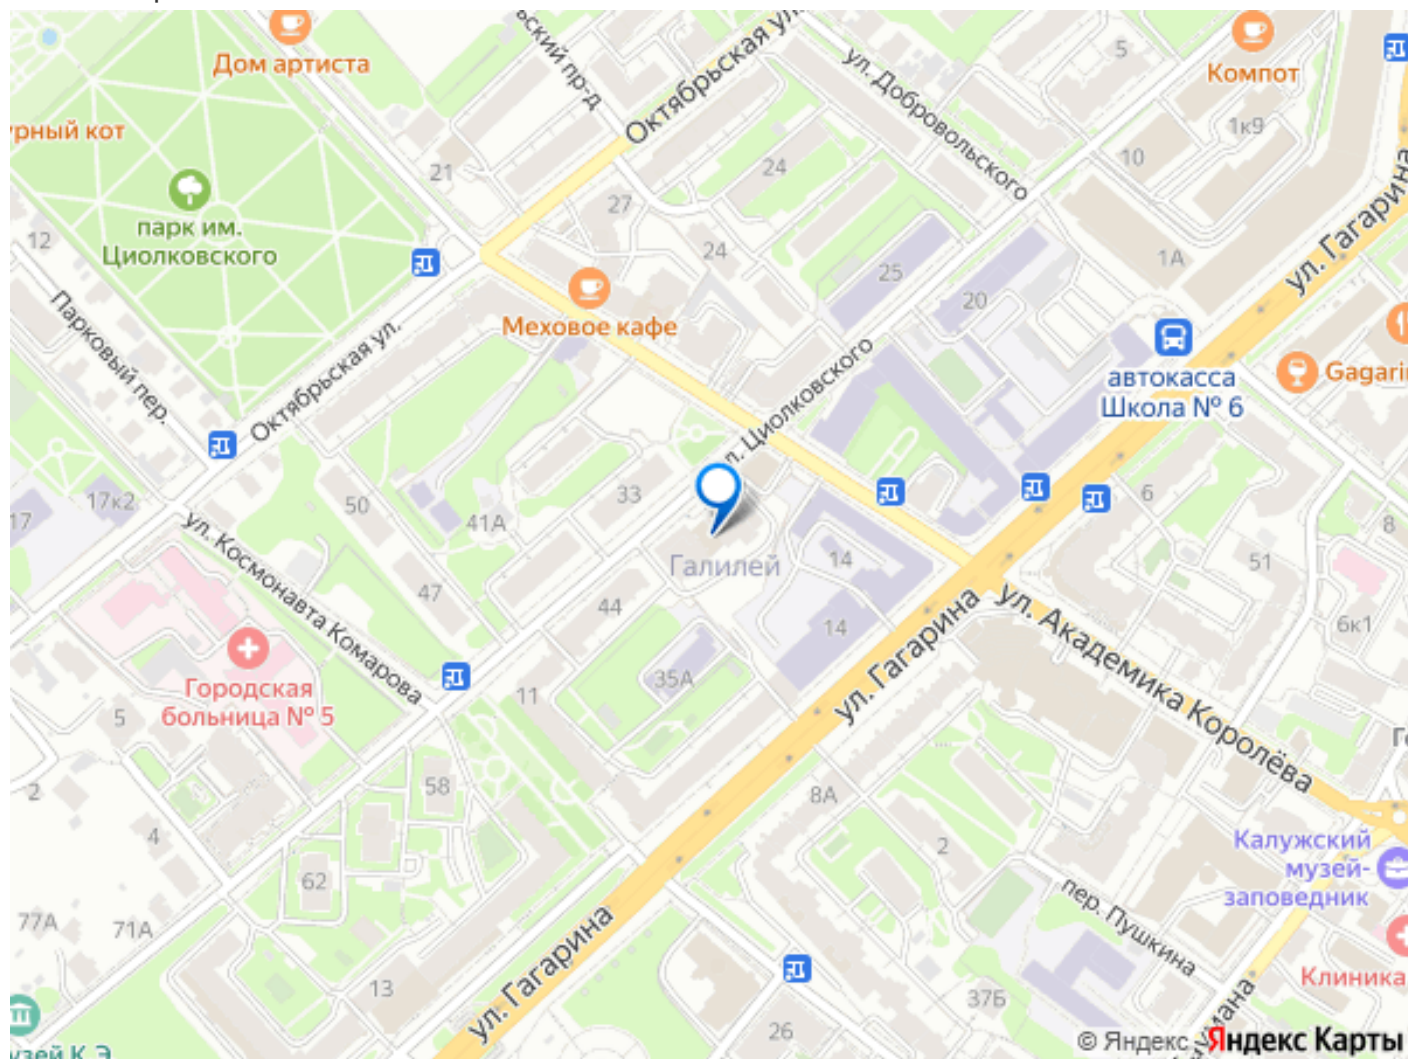 Дом артиста
Октябрьская ул.
ул. Добровольского
5
Компот
1к9
10
21
24
27
24
12
парк им.
Циолковского
25
20
1А
ул. Гагарина
Меховое кафе
Парковый пер.
Октябрьская ул.
автокасса
Школа № 6
Циолковского
17к2
17
50
41А
33
6
8
ул. Космонавта Комарова
Галилей
14
51
47
44
14
6к1
ул. Гагарина
ул. Академика Королёва
35А
Городская
больница № 5
11
5
2
58
8А
4
2
62
Калужский
музей-
заповедник
77А
71А
пер. Пушкина
ул. Гагарина
13
37Б
26
Клиника
© Яндекс
Яндекс Карты